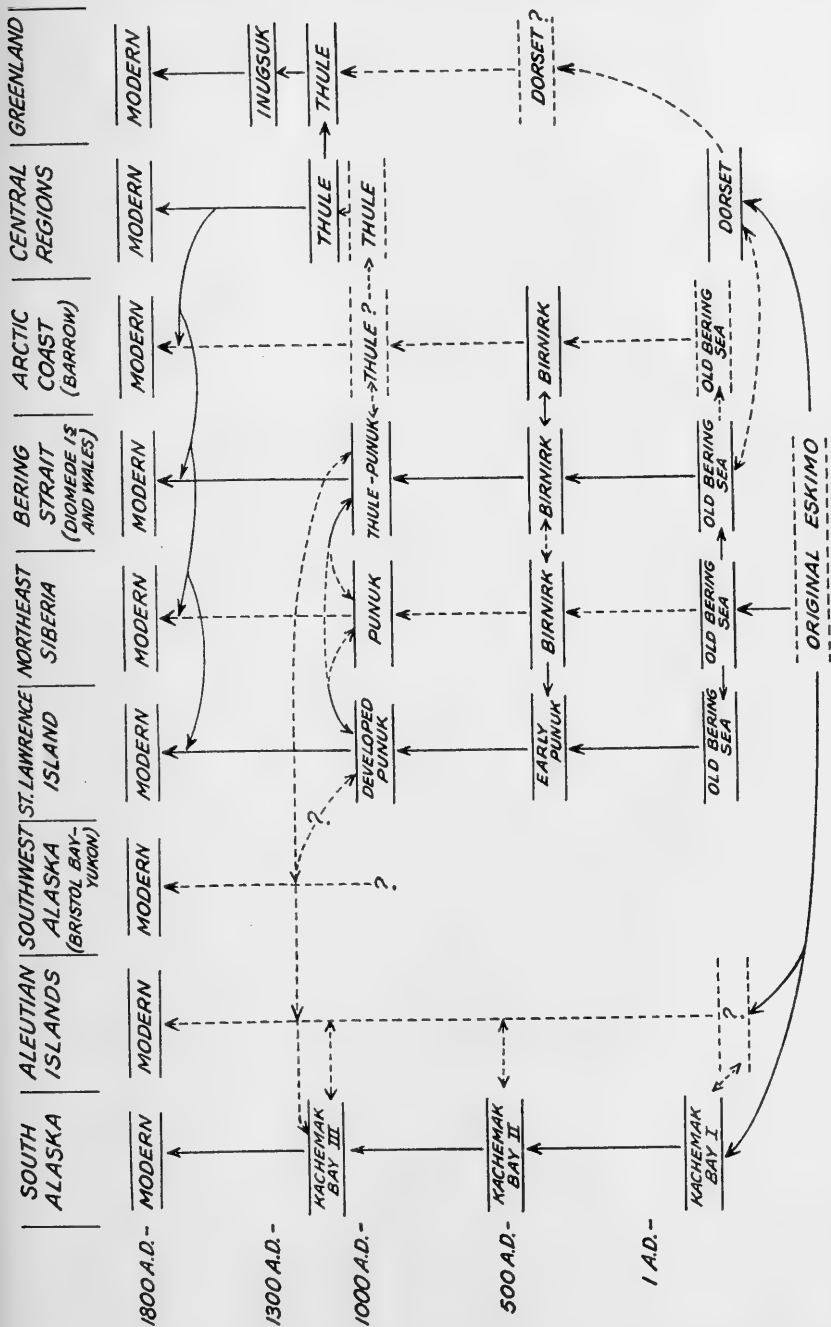 SOUTH
ALASKA
ALEUTIAN
ISLANDS
SOUTHWEST
ALASKA
(BRISTOL BAY-
YUKON)
ST. LAWRENCE
ISLAND
NORTHEAST
SIBERIA
BERING
STRAIT
(DIOMEDE IS
AND WALES)
ARCTIC
COAST
(BARROW)
CENTRAL
REGIONS
GREENLAND
1800 A.D.-
MODERN
MODERN
MODERN
MODERN
MODERN
MODERN
MODERN
MODERN
MODERN
1300 A.D.-
INUGSUK
KACHEMAK
BAY III
THULE
THULE
1000 A.D.-
?
?
DEVELOPED
PUNUK
PUNUK
THULE-PUNUK
THULE ?
THULE
500 A.D.-
KACHEMAK
BAY II
EARLY
PUNUK
BIRNIRK
BIRNIRK
BIRNIRK
DORSET ?
1 A.D.-
KACHEMAK
BAY I
?
OLD BERING
SEA
OLD BERING
SEA
OLD BERING
SEA
OLD BERING
SEA
DORSET
ORIGINAL ESKIMO